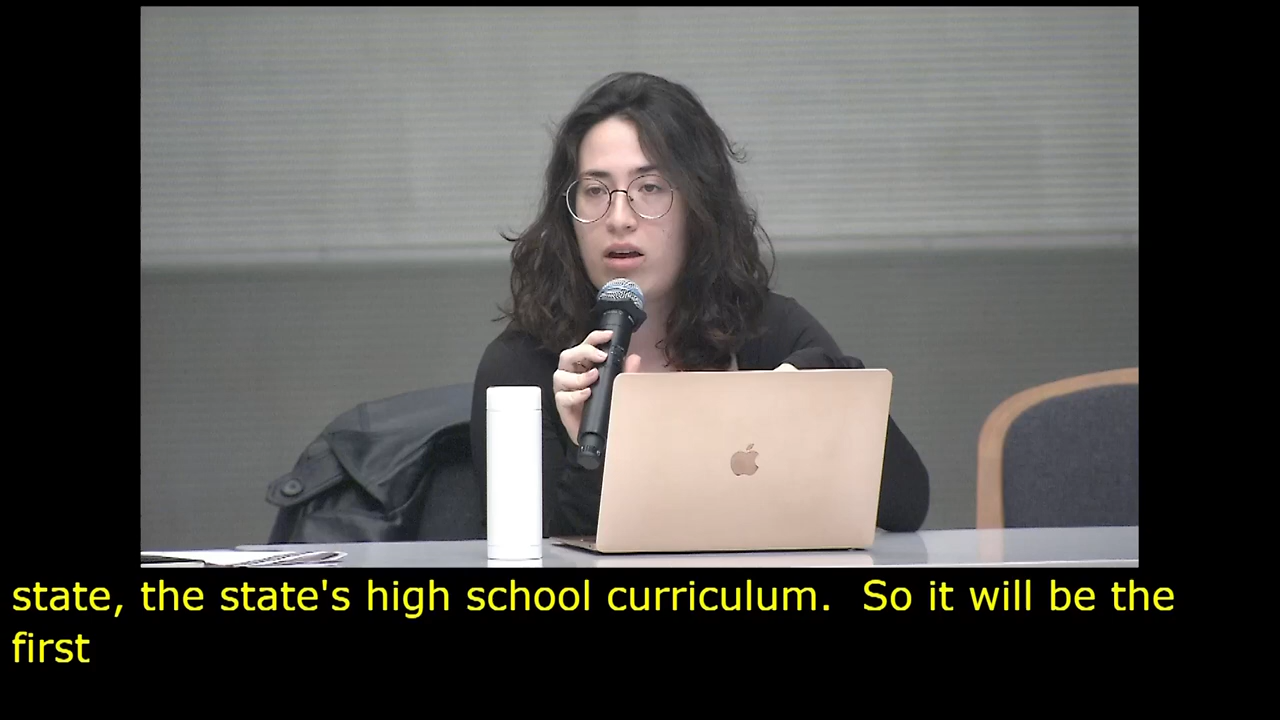 state, the state's high school curriculum.  So it will be the
first